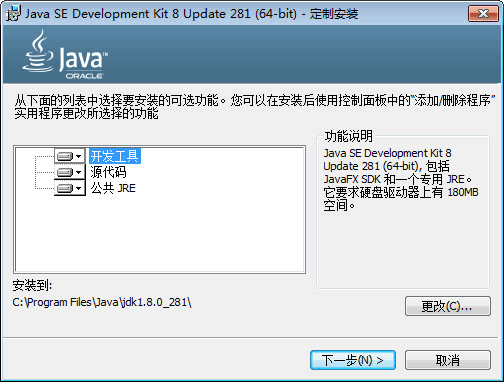 Java SE Development Kit 8 Update 281 (64-bit) - 定制安装
Java
ORACLE
从下面的列表中选择要安装的可选功能。您可以在安装后使用控制面板中的“添加/删除程序”
实用程序更改所选择的功能
开发工具
源代码
公共 JRE
功能说明
Java SE Development Kit 8
Update 281 (64-bit), 包括
JavaFX SDK 和一个专用 JRE。
它要求硬盘驱动器上有 180MB
空间。
安装到:
C:\Program Files\Java\jdk1.8.0_281\
更改(C)...
下一步(N) >
取消